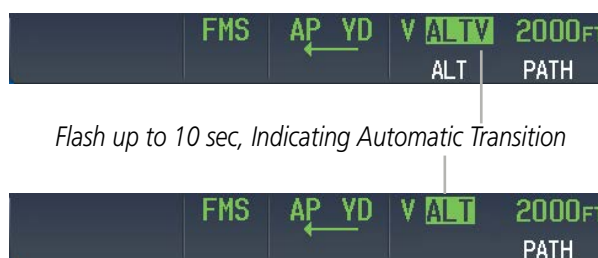 FMS AP YD V ALTV 2000FT
ALT PATH
Flash up to 10 sec, Indicating Automatic Transition
FMS AP YD V ALT 2000FT
PATH